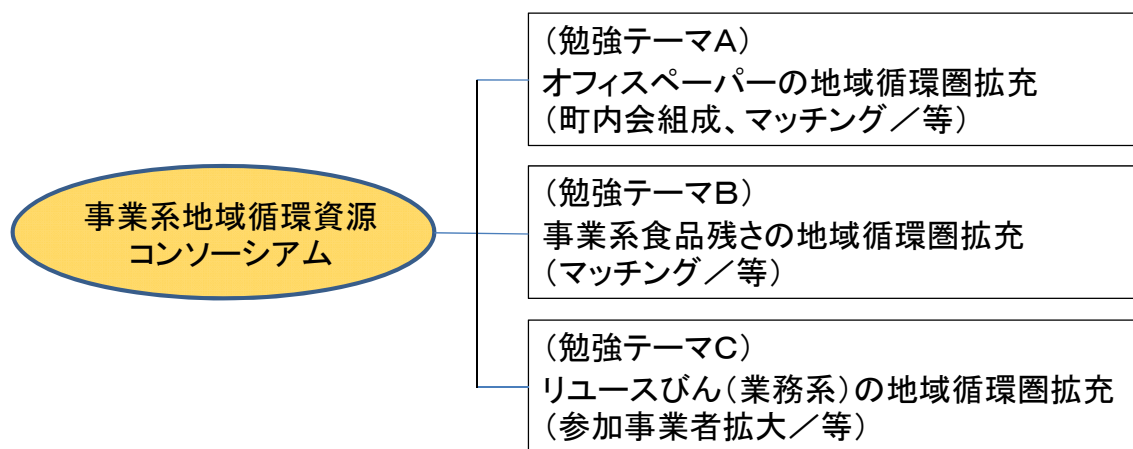 事業系地域循環資源
コンソーシアム
(勉強テーマA)
オフィスペーパーの地域循環圏拡充
(町内会組成、マッチング/等)
(勉強テーマB)
事業系食品残さの地域循環圏拡充
(マッチング/等)
(勉強テーマC)
リユースびん(業務系)の地域循環圏拡充
(参加事業者拡大/等)